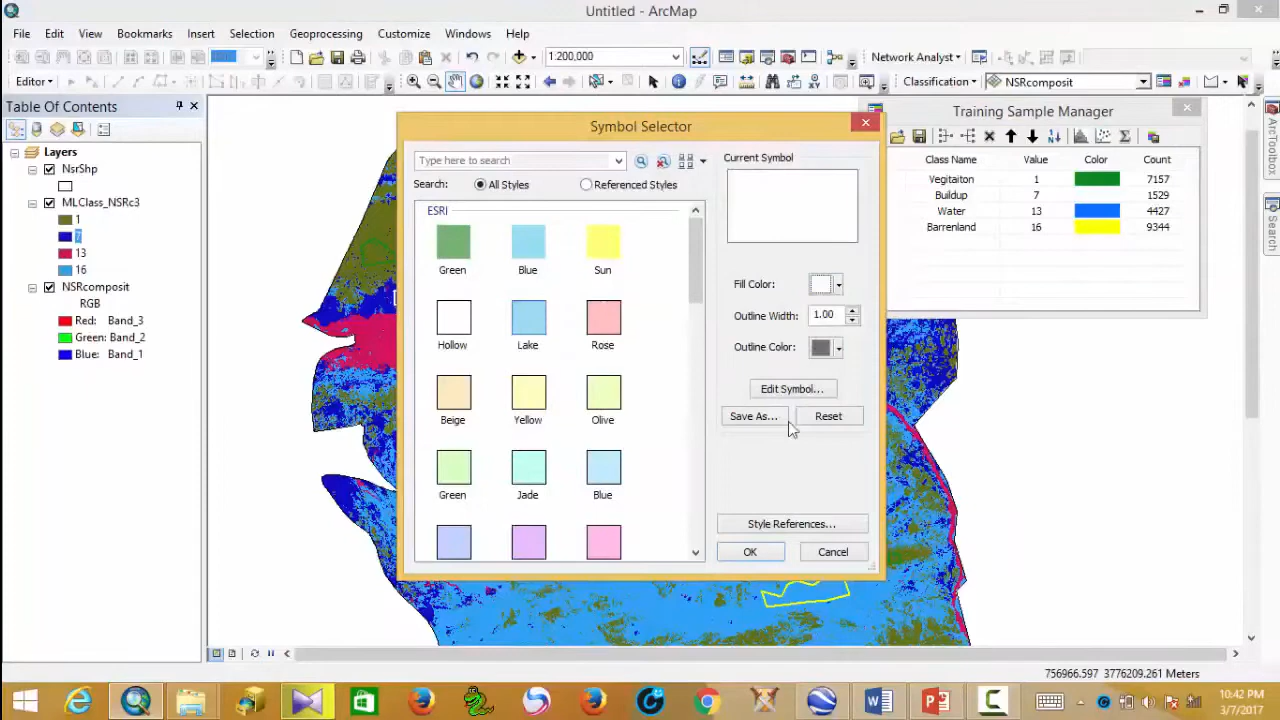 Untitled - ArcMap
File Edit View Bookmarks Insert Selection Geoprocessing Customize Windows Help
1:200,000 Network Analyst
Editor Classification NSRcomposit
Table Of Contents
Layers
NsrShp
MLClass_NSRc3
1
7
13
16
NSRcomposit
RGB
Red: Band_3
Green: Band_2
Blue: Band_1
Symbol Selector
Type here to search
Search: All Styles Referenced Styles
ESRI
Green Blue Sun
Hollow Lake Rose
Beige Yellow Olive
Green Jade Blue
Current Symbol
Fill Color:
Outline Width: 1.00
Outline Color:
Edit Symbol...
Save As... Reset
Style References...
OK Cancel
Training Sample Manager
Class Name Value Color Count
Vegitaiton 1 7157
Buildup 7 1529
Water 13 4427
Barrenland 16 9344
ArcToolbox
Search
756966.597 3776209.261 Meters
10:42 PM
3/7/2017